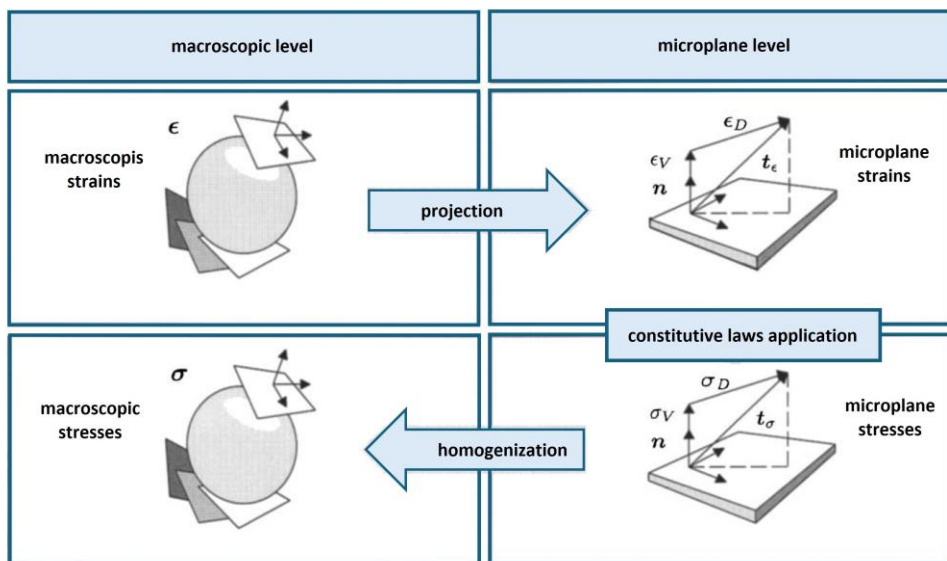 macroscopic level
microplane level
ϵ
macroscopis
strains
projection
ϵ_D
ϵ_V
t_ϵ
n
microplane
strains
constitutive laws application
σ
macroscopic
stresses
homogenization
σ_D
σ_V
t_σ
n
microplane
stresses